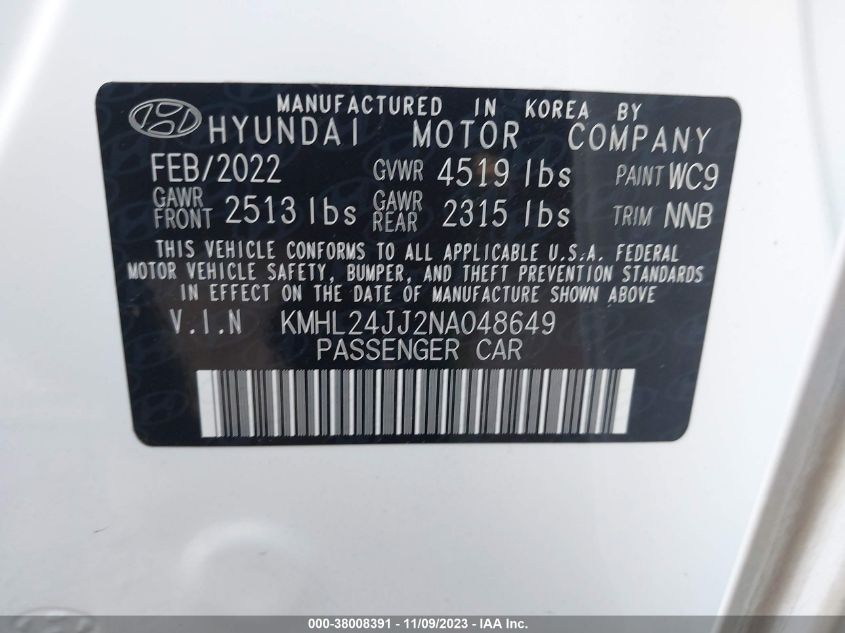 MANUFACTURED IN KOREA BY
HYUNDAI MOTOR COMPANY
FEB/2022 GVWR 4519 lbs PAINT WC9
GAWR FRONT 2513 lbs GAWR REAR 2315 lbs TRIM NNB
THIS VEHICLE CONFORMS TO ALL APPLICABLE U.S.A. FEDERAL
MOTOR VEHICLE SAFETY, BUMPER, AND THEFT PREVENTION STANDARDS
IN EFFECT ON THE DATE OF MANUFACTURE SHOWN ABOVE
V.I.N KMHL24JJ2NA048649
PASSENGER CAR
000-38008391 - 11/09/2023 - IAA Inc.